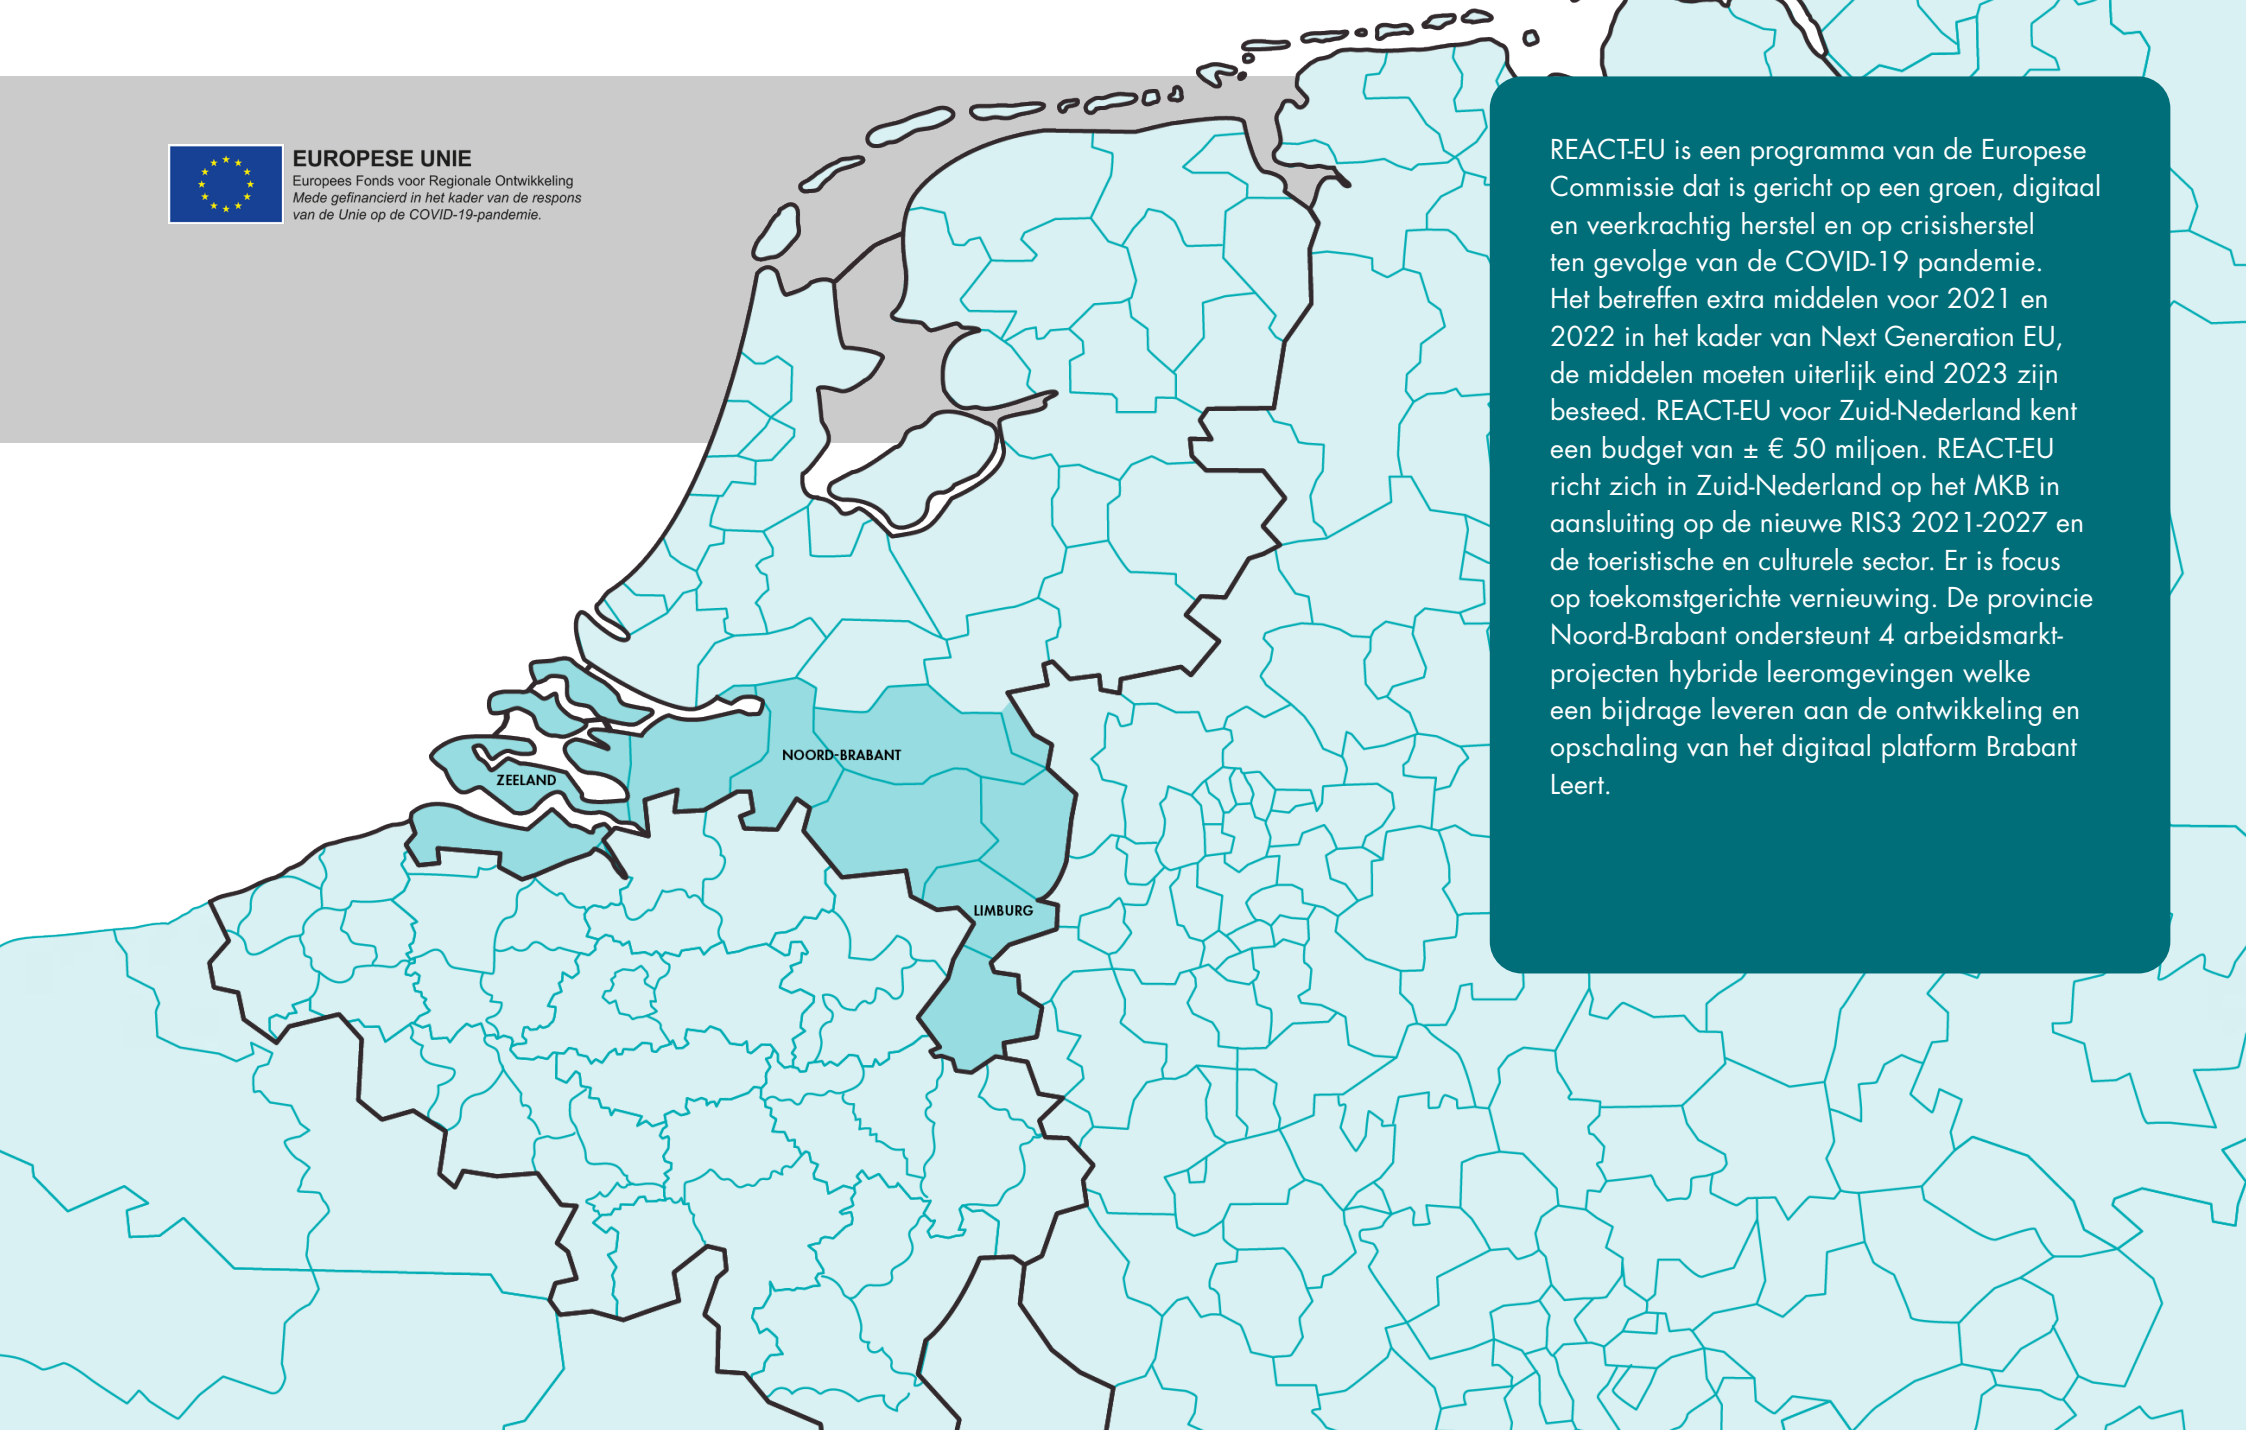 EUROPESE UNIE
Europees Fonds voor Regionale Ontwikkeling
Mede gefinancierd in het kader van de respons
van de Unie op de COVID-19-pandemie.
REACT-EU is een programma van de Europese
Commissie dat is gericht op een groen, digitaal
en veerkrachtig herstel en op crisisherstel
ten gevolge van de COVID-19 pandemie.
Het betreffen extra middelen voor 2021 en
2022 in het kader van Next Generation EU,
de middelen moeten uiterlijk eind 2023 zijn
besteed. REACT-EU voor Zuid-Nederland kent
een budget van ± € 50 miljoen. REACT-EU
richt zich in Zuid-Nederland op het MKB in
aansluiting op de nieuwe RIS3 2021-2027 en
de toeristische en culturele sector. Er is focus
op toekomstgerichte vernieuwing. De provincie
Noord-Brabant ondersteunt 4 arbeidsmarkt-
projecten hybride leeromgevingen welke
een bijdrage leveren aan de ontwikkeling en
opschaling van het digitaal platform Brabant
Leert.
NOORD-BRABANT
ZEELAND
LIMBURG